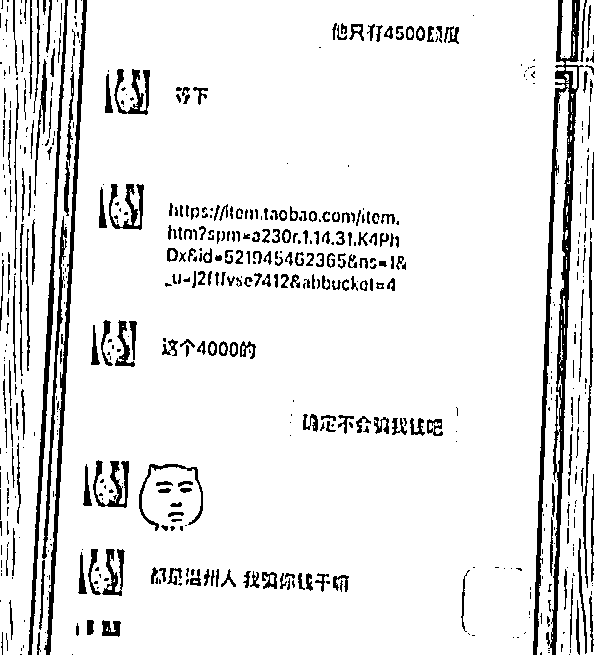 他只有4500额度
等下
https://item.taobao.com/item.
htm?spm=a230r.1.14.31.K4Ph
Dx&id=521945462365&ns=1&
_u=j2f1fvse7412&abbucket=4
这个4000的
确定不会骗我钱吧
都是温州人 我骗你钱干嘛